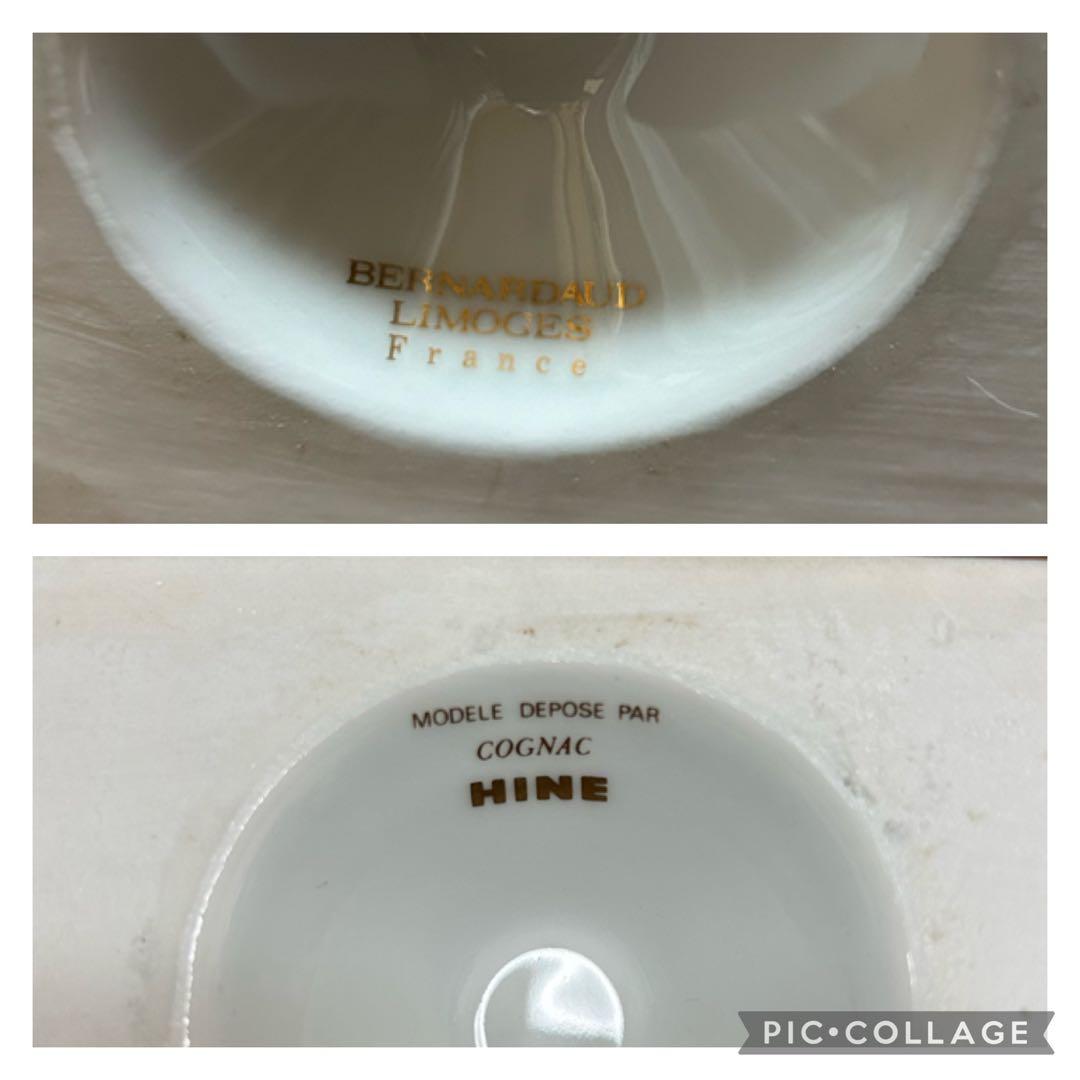 BERNARDAUD
LIMOGES
France
MODELE DEPOSE PAR
COGNAC
HINE
PIC•COLLAGE